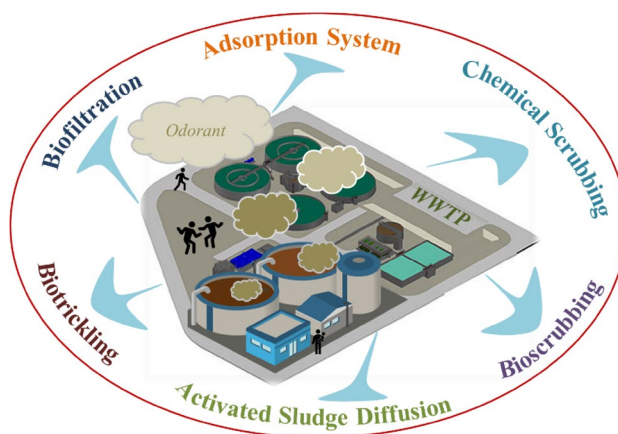 Adsorption System
Chemical Scrubbing
Biofiltration
Odorant
WWTP
Biotrickling
Bioscrubbing
Activated Sludge Diffusion